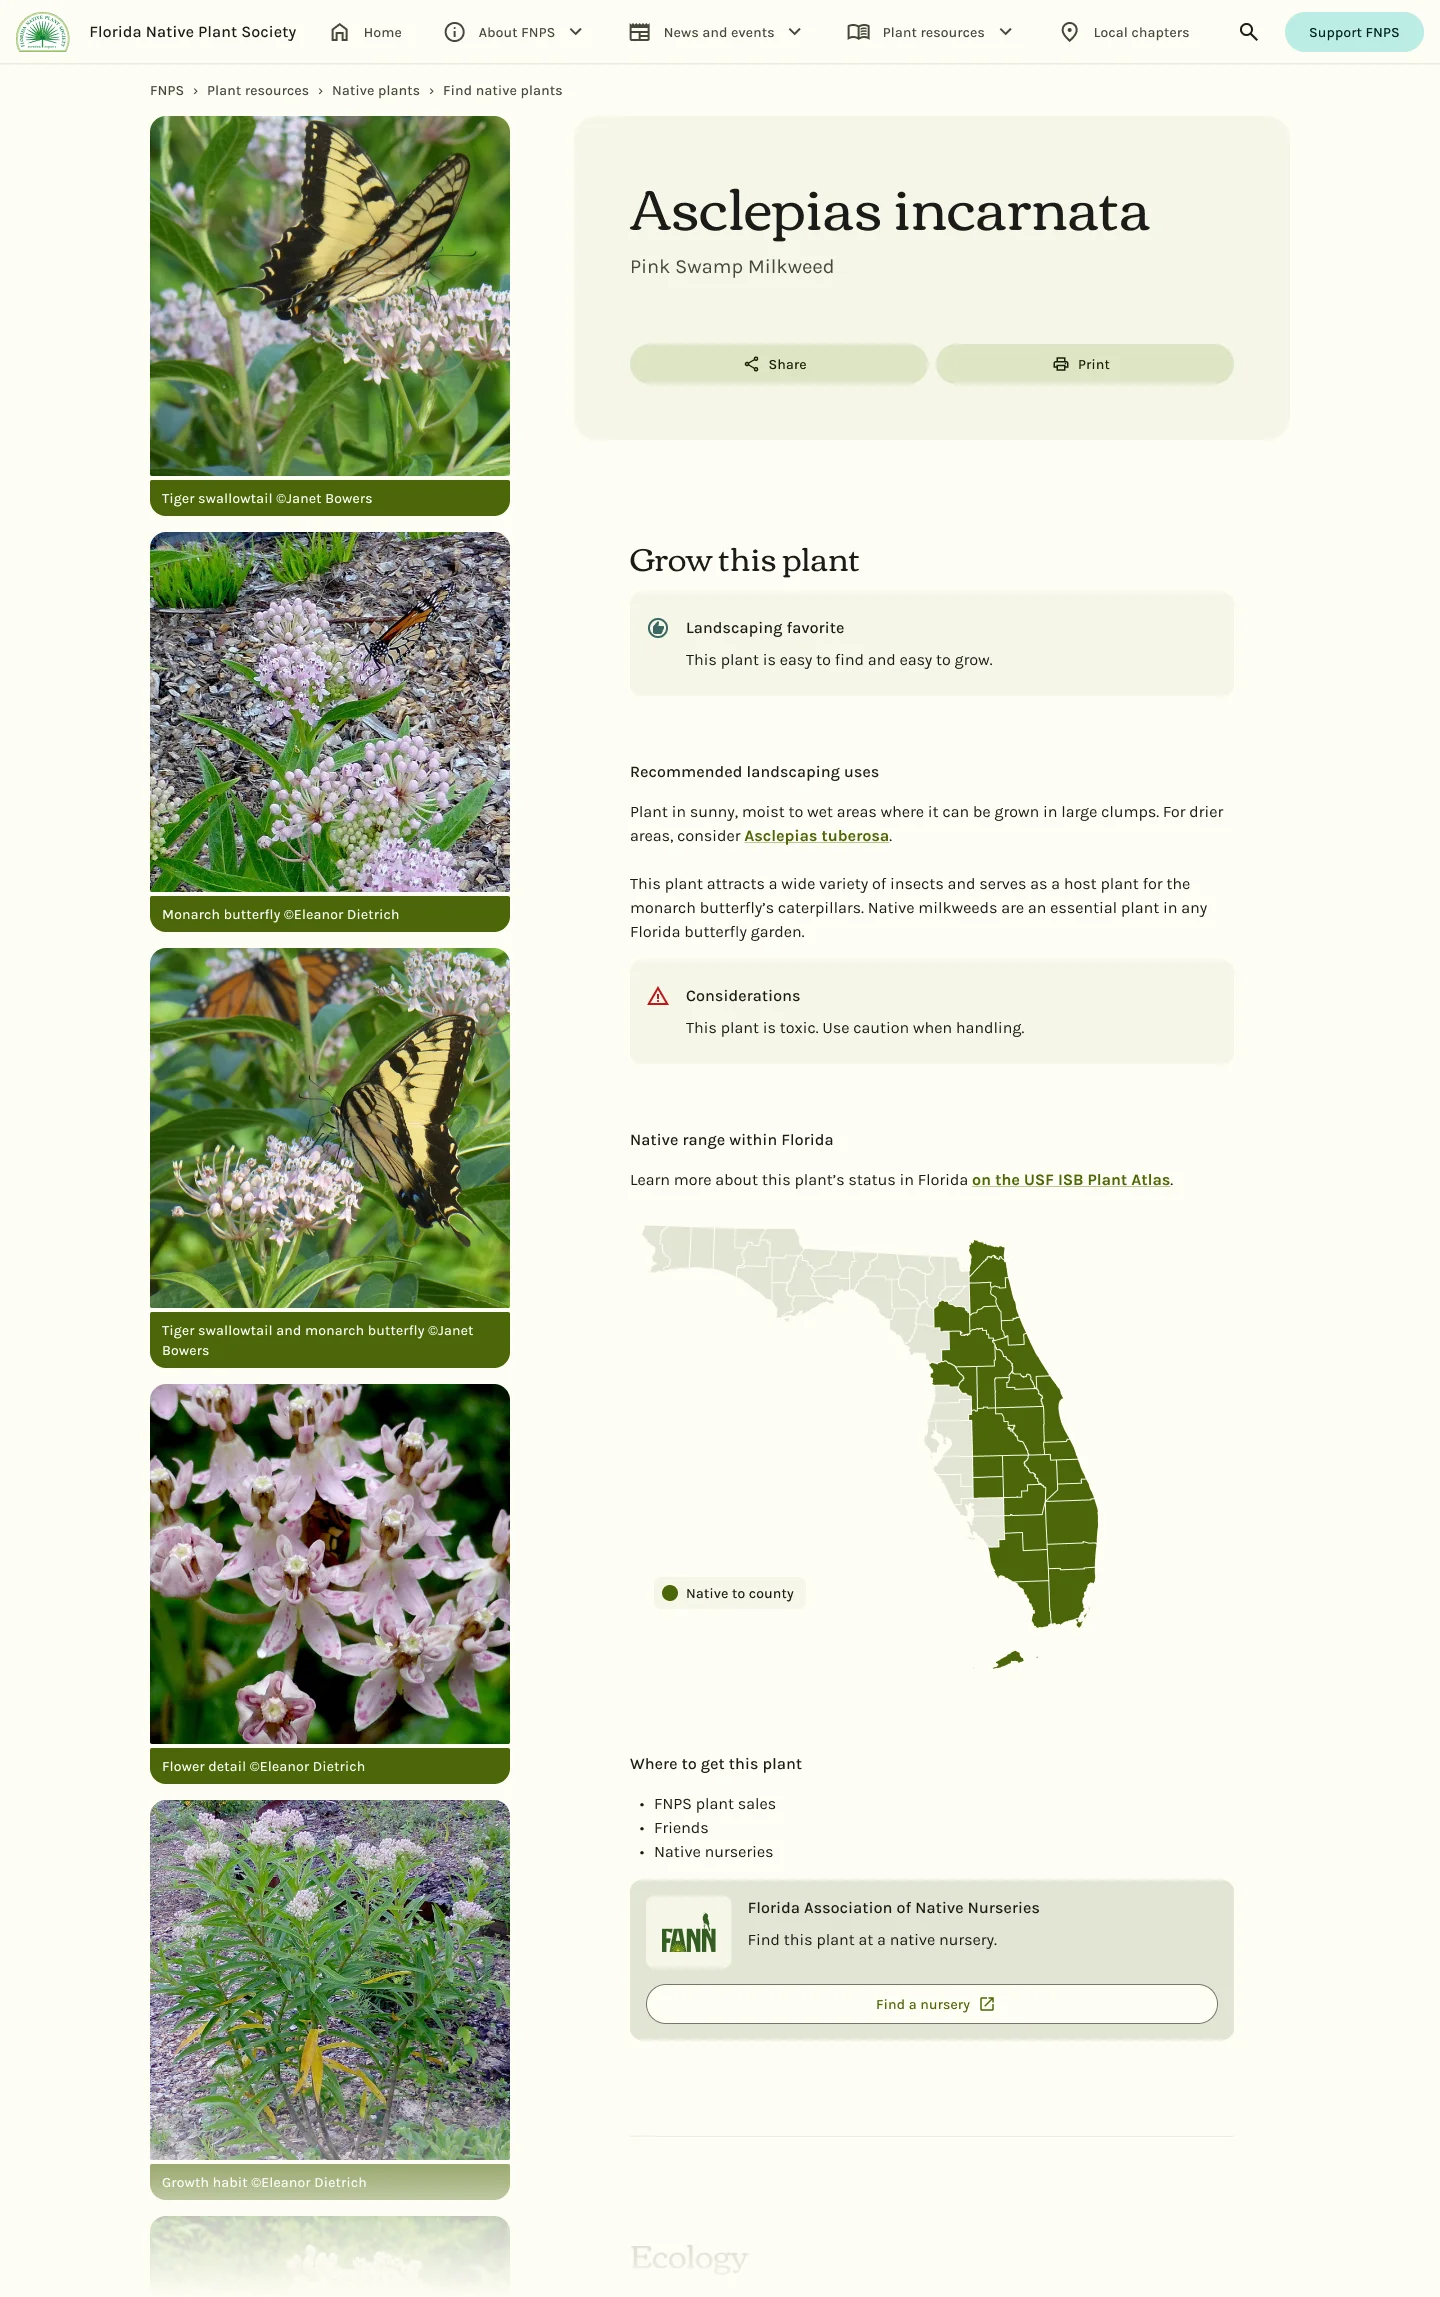 Florida Native Plant Society
Home
About FNPS
News and events
Plant resources
Local chapters
Support FNPS
FNPS › Plant resources › Native plants › Find native plants
Tiger swallowtail ©Janet Bowers
Monarch butterfly ©Eleanor Dietrich
Tiger swallowtail and monarch butterfly ©Janet
Bowers
Flower detail ©Eleanor Dietrich
Growth habit ©Eleanor Dietrich
Asclepias incarnata
Pink Swamp Milkweed
Share
Print
Grow this plant
Landscaping favorite
This plant is easy to find and easy to grow.
Recommended landscaping uses
Plant in sunny, moist to wet areas where it can be grown in large clumps. For drier
areas, consider Asclepias tuberosa.
This plant attracts a wide variety of insects and serves as a host plant for the
monarch butterfly’s caterpillars. Native milkweeds are an essential plant in any
Florida butterfly garden.
Considerations
This plant is toxic. Use caution when handling.
Native range within Florida
Learn more about this plant’s status in Florida on the USF ISB Plant Atlas.
Native to county
Where to get this plant
• FNPS plant sales
• Friends
• Native nurseries
FANN
Florida Association of Native Nurseries
Find this plant at a native nursery.
Find a nursery
Ecology